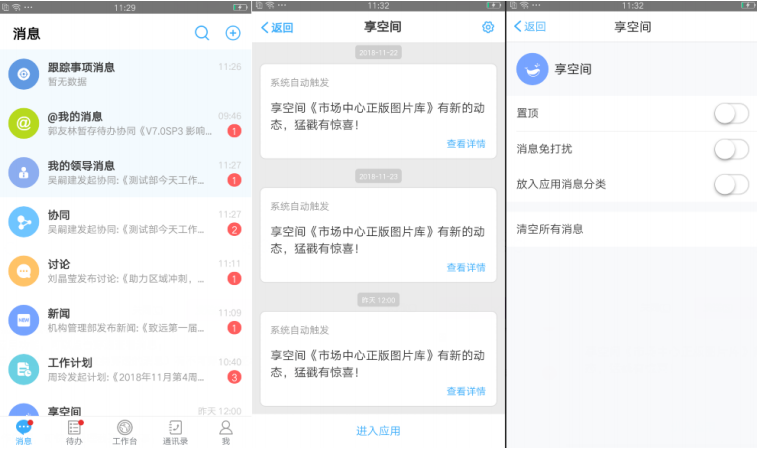 11:29
消息
跟踪事项消息
11:26
暂无数据
@我的消息
09:46
郭友林暂存待办协同《V7.0SP3 影响...
1
我的领导消息
11:27
吴嗣建发起协同:《测试部今天工作...
1
协同
11:27
吴嗣建发起协同:《测试部今天工作...
2
讨论
11:11
刘晶莹发布讨论:《助力区域冲刺，...
1
新闻
11:09
NEW
机构管理部发布新闻:《致远第一届...
1
工作计划
10:40
周玲发起计划:《2018年11月第4周...
3
享空间
昨天 12:00
消息
待办
工作台
通讯录
我
11:32
返回
享空间
2018-11-23
系统自动触发
享空间《市场中心正版图片库》有新的动
态，猛戳有惊喜！
查看详情
2018-11-23
系统自动触发
享空间《市场中心正版图片库》有新的动
态，猛戳有惊喜！
查看详情
昨天 12:00
系统自动触发
享空间《市场中心正版图片库》有新的动
态，猛戳有惊喜！
查看详情
进入应用
11:32
返回
享空间
享空间
置顶
消息免打扰
放入应用消息分类
清空所有消息